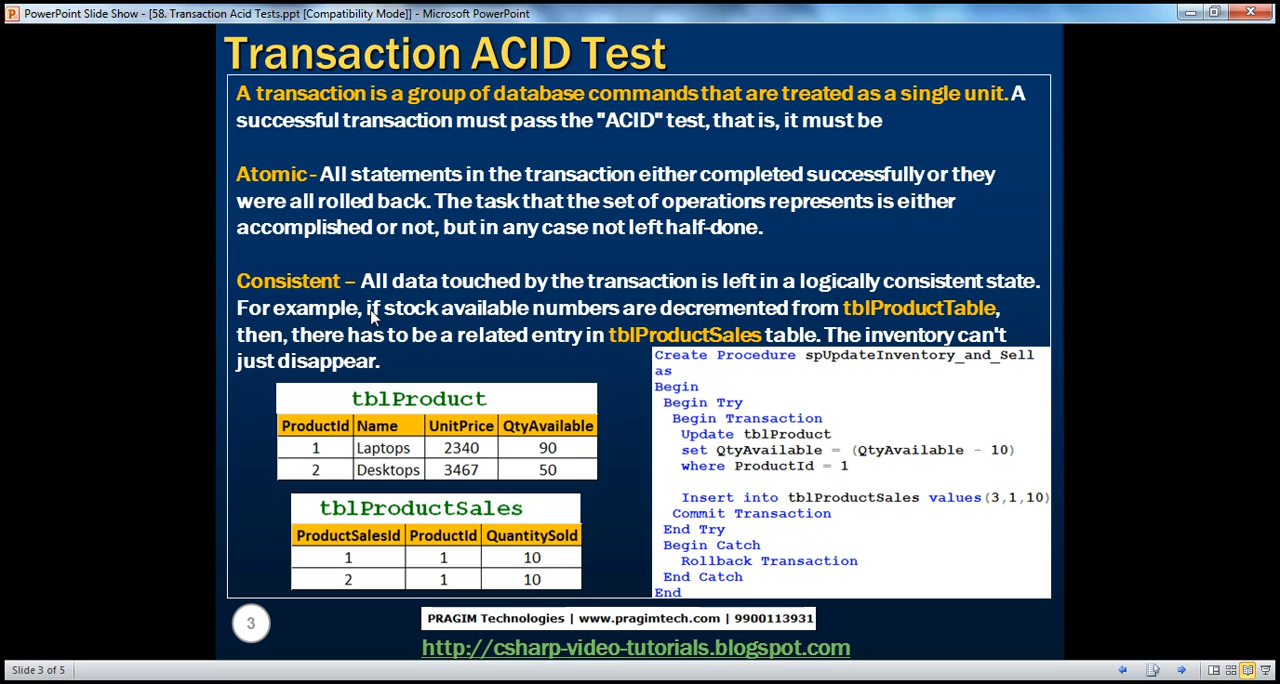 PowerPoint Slide Show - [58. Transaction Acid Tests.ppt [Compatibility Mode]] - Microsoft PowerPoint
Transaction ACID Test
A transaction is a group of database commands that are treated as a single unit. A
successful transaction must pass the "ACID" test, that is, it must be
Atomic - All statements in the transaction either completed successfully or they
were all rolled back. The task that the set of operations represents is either
accomplished or not, but in any case not left half-done.
Consistent – All data touched by the transaction is left in a logically consistent state.
For example, if stock available numbers are decremented from tblProductTable,
then, there has to be a related entry in tblProductSales table. The inventory can't
just disappear.
tblProduct
ProductId Name UnitPrice QtyAvailable
1 Laptops 2340 90
2 Desktops 3467 50
tblProductSales
ProductSalesId ProductId QuantitySold
1 1 10
2 1 10
Create Procedure spUpdateInventory_and_Sell
as
Begin
Begin Try
Begin Transaction
Update tblProduct
set QtyAvailable = (QtyAvailable - 10)
where ProductId = 1
Insert into tblProductSales values(3,1,10)
Commit Transaction
End Try
Begin Catch
Rollback Transaction
End Catch
End
3
PRAGIM Technologies | www.pragimtech.com | 9900113931
http://csharp-video-tutorials.blogspot.com
Slide 3 of 5